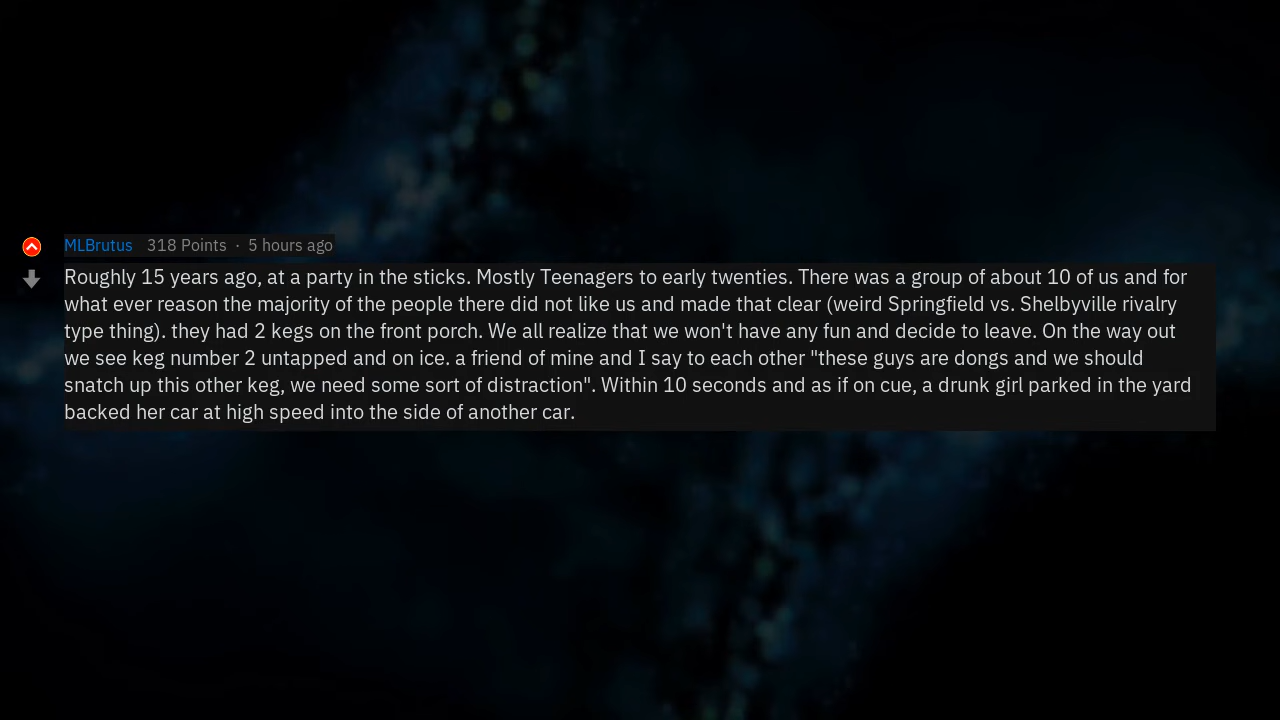 MLBrutus 318 Points · 5 hours ago
Roughly 15 years ago, at a party in the sticks. Mostly Teenagers to early twenties. There was a group of about 10 of us and for
what ever reason the majority of the people there did not like us and made that clear (weird Springfield vs. Shelbyville rivalry
type thing). they had 2 kegs on the front porch. We all realize that we won't have any fun and decide to leave. On the way out
we see keg number 2 untapped and on ice. a friend of mine and I say to each other "these guys are dongs and we should
snatch up this other keg, we need some sort of distraction". Within 10 seconds and as if on cue, a drunk girl parked in the yard
backed her car at high speed into the side of another car.